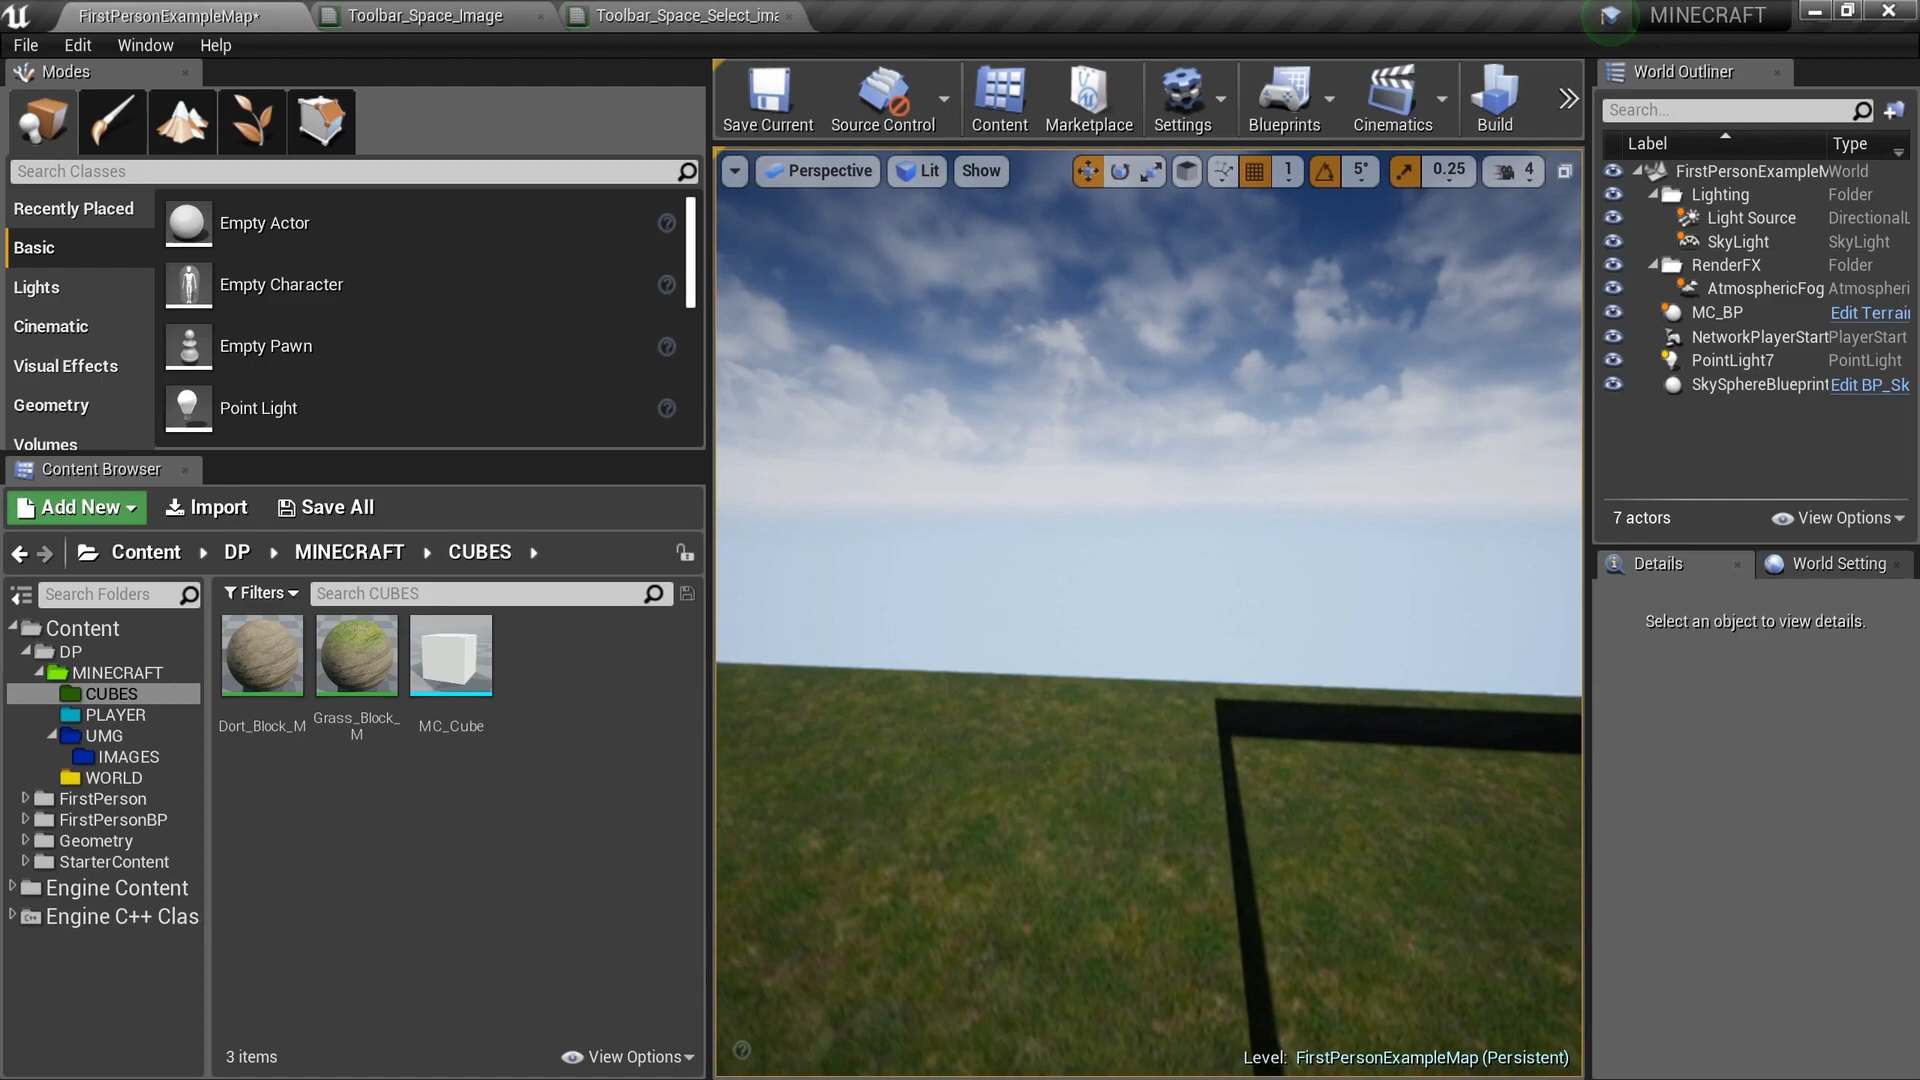 FirstPersonExampleMap*
Toolbar_Space_Image
Toolbar_Space_Select_ima
MINECRAFT
File Edit Window Help
Modes
Search Classes
Recently Placed
Basic
Lights
Cinematic
Visual Effects
Geometry
Volumes
Empty Actor
Empty Character
Empty Pawn
Point Light
Content Browser
Add New Import Save All
Content DP MINECRAFT CUBES
Search Folders
Filters
Search CUBES
Content
DP
MINECRAFT
CUBES
PLAYER
UMG
IMAGES
WORLD
FirstPerson
FirstPersonBP
Geometry
StarterContent
Engine Content
Engine C++ Clas
Dort_Block_M
Grass_Block_
M
MC_Cube
3 items
View Options
Save Current Source Control Content Marketplace Settings Blueprints Cinematics Build
Perspective Lit Show 1 5° 0.25 4
Level: FirstPersonExampleMap (Persistent)
World Outliner
Search...
Label Type
FirstPersonExampleM World
Lighting Folder
Light Source DirectionalL
SkyLight SkyLight
RenderFX Folder
AtmosphericFog Atmospheri
MC_BP Edit Terrai
NetworkPlayerStart PlayerStart
PointLight7 PointLight
SkySphereBlueprint Edit BP_Sk
7 actors
View Options
Details
World Setting
Select an object to view details.